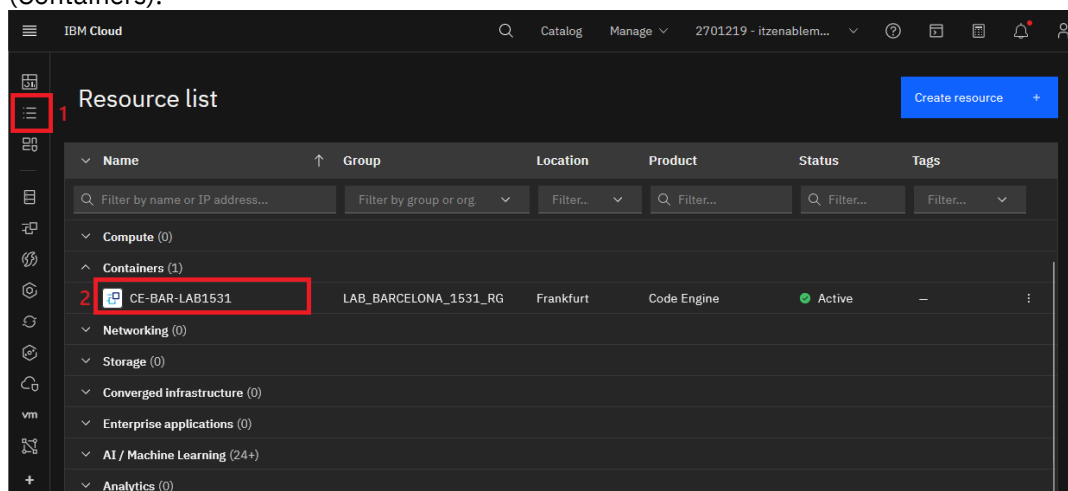 (Containers).
IBM Cloud Catalog Manage 2701219 - itzenablem...
Resource list
Create resource +
1
Name Group Location Product Status Tags
Filter by name or IP address... Filter by group or org. Filter... Filter... Filter... Filter...
Compute (0)
Containers (1)
2 CE-BAR-LAB1531 LAB_BARCELONA_1531_RG Frankfurt Code Engine Active –
Networking (0)
Storage (0)
Converged infrastructure (0)
Enterprise applications (0)
vm
AI / Machine Learning (24+)
Analytics (0)